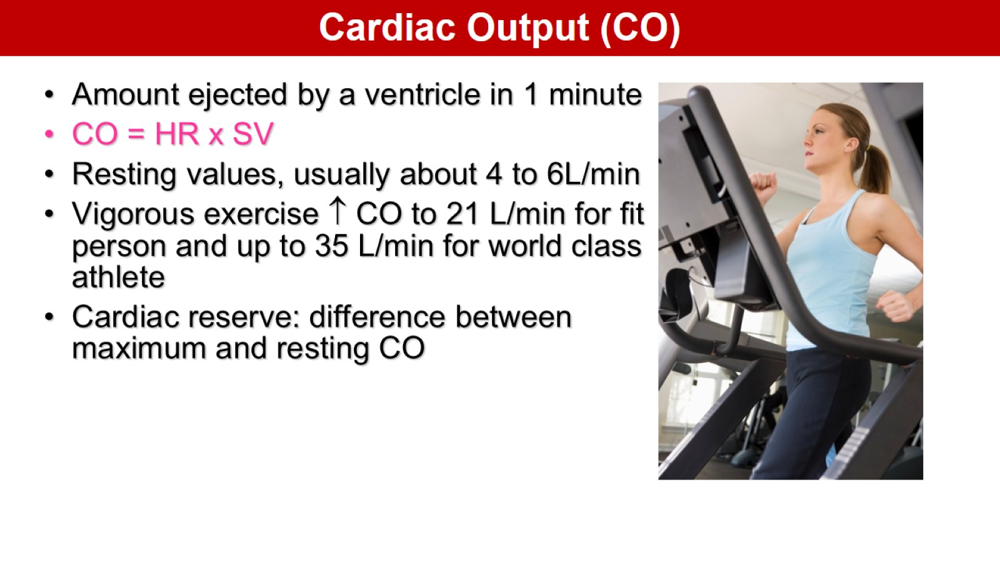 Cardiac Output (CO)
• Amount ejected by a ventricle in 1 minute
• CO = HR x SV
• Resting values, usually about 4 to 6L/min
• Vigorous exercise ↑ CO to 21 L/min for fit
person and up to 35 L/min for world class
athlete
• Cardiac reserve: difference between
maximum and resting CO